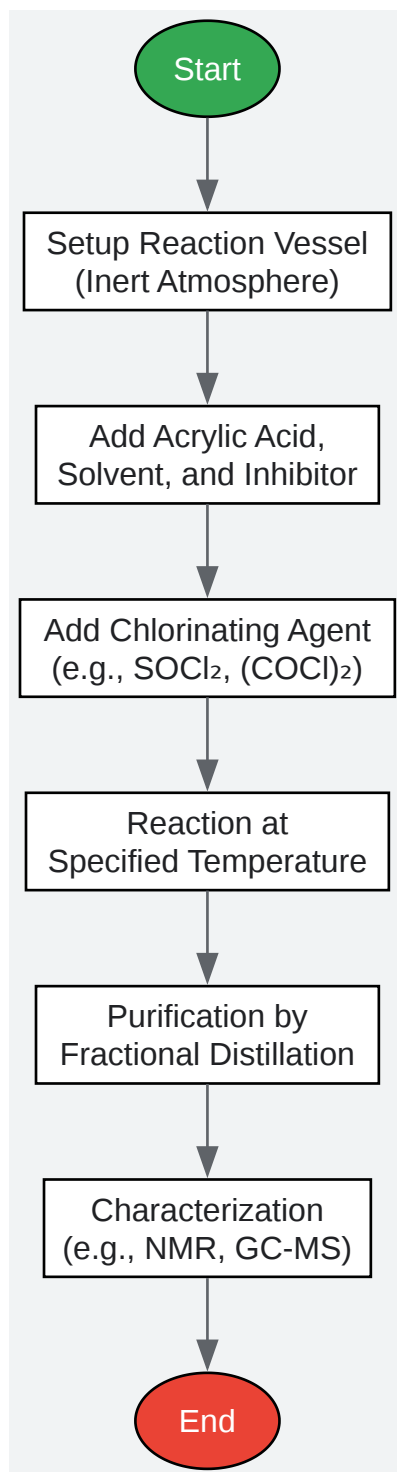 Start
Setup Reaction Vessel
(Inert Atmosphere)
Add Acrylic Acid,
Solvent, and Inhibitor
Add Chlorinating Agent
(e.g., SOCl₂, (COCl)₂)
Reaction at
Specified Temperature
Purification by
Fractional Distillation
Characterization
(e.g., NMR, GC-MS)
End